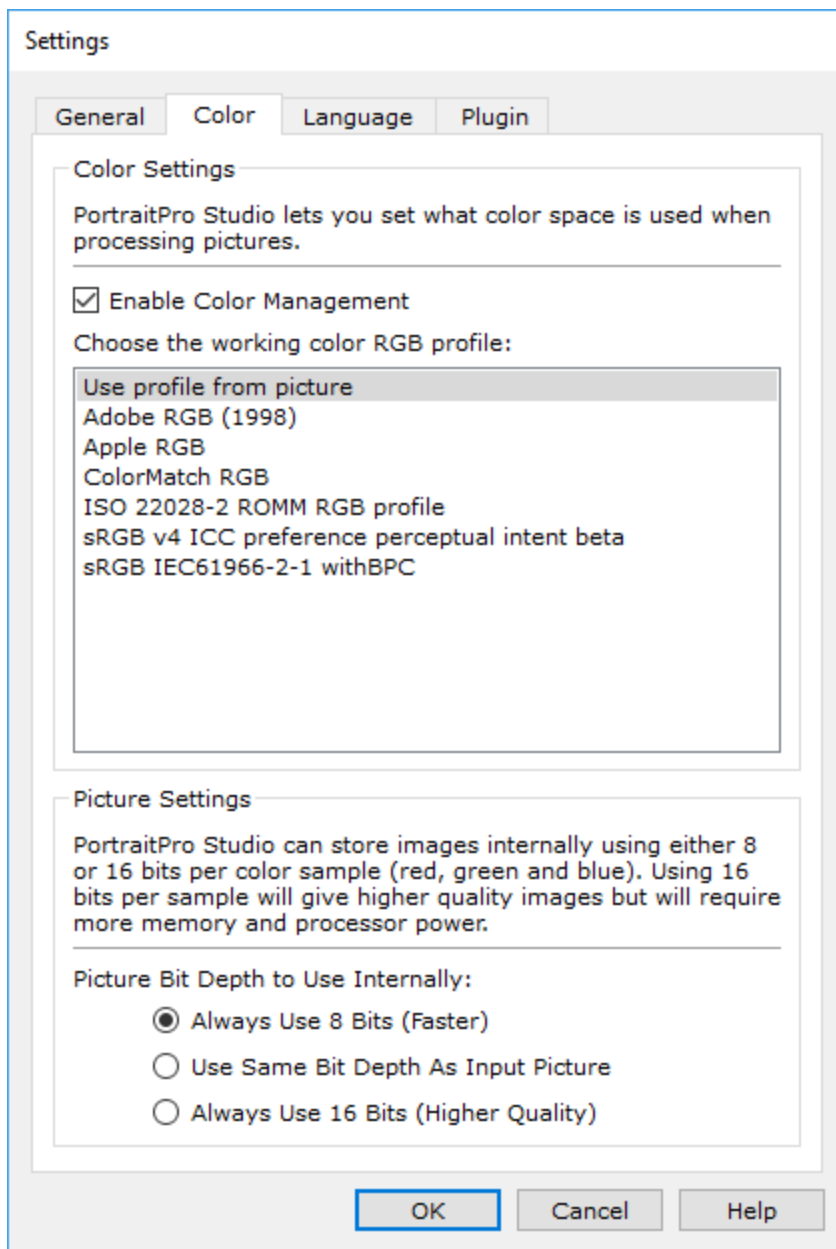 Settings
General Color Language Plugin
Color Settings
PortraitPro Studio lets you set what color space is used when
processing pictures.
Enable Color Management
Choose the working color RGB profile:
Use profile from picture
Adobe RGB (1998)
Apple RGB
ColorMatch RGB
ISO 22028-2 ROMM RGB profile
sRGB v4 ICC preference perceptual intent beta
sRGB IEC61966-2-1 withBPC
Picture Settings
PortraitPro Studio can store images internally using either 8
or 16 bits per color sample (red, green and blue). Using 16
bits per sample will give higher quality images but will require
more memory and processor power.
Picture Bit Depth to Use Internally:
Always Use 8 Bits (Faster)
Use Same Bit Depth As Input Picture
Always Use 16 Bits (Higher Quality)
OK Cancel Help